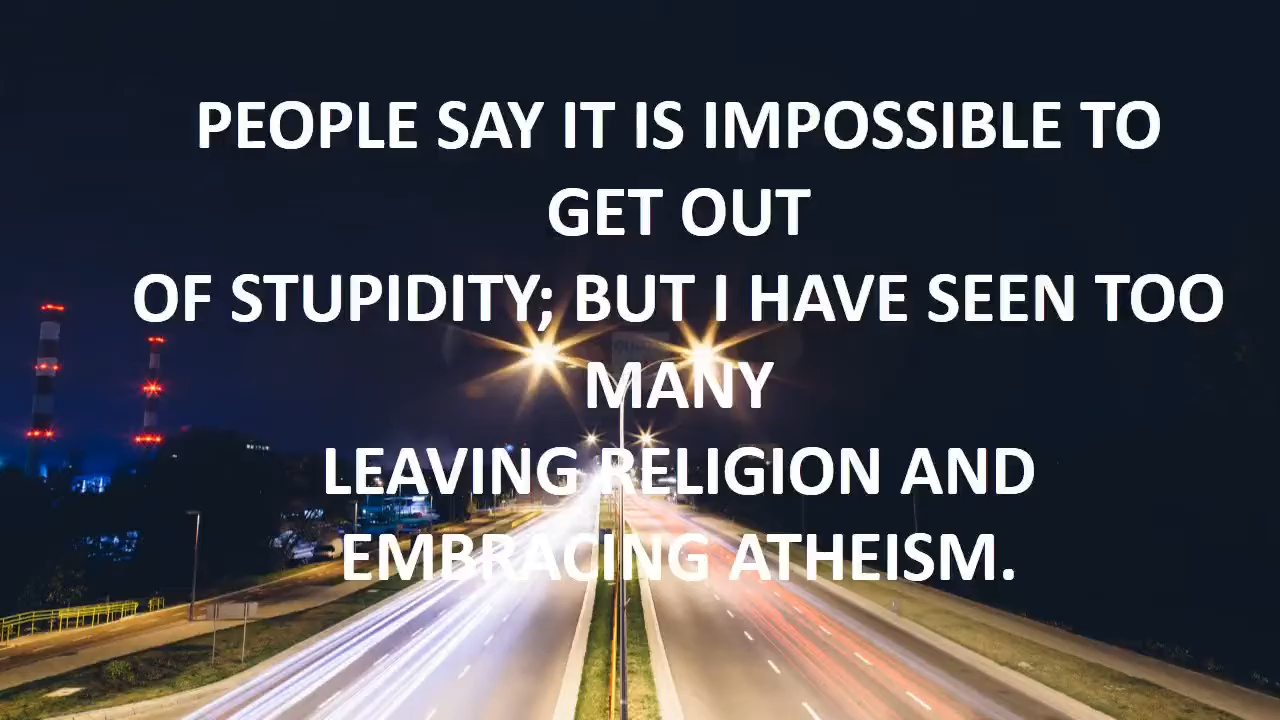 PEOPLE SAY IT IS IMPOSSIBLE TO
GET OUT
OF STUPIDITY; BUT I HAVE SEEN TOO
MANY
LEAVING RELIGION AND
EMBRACING ATHEISM.